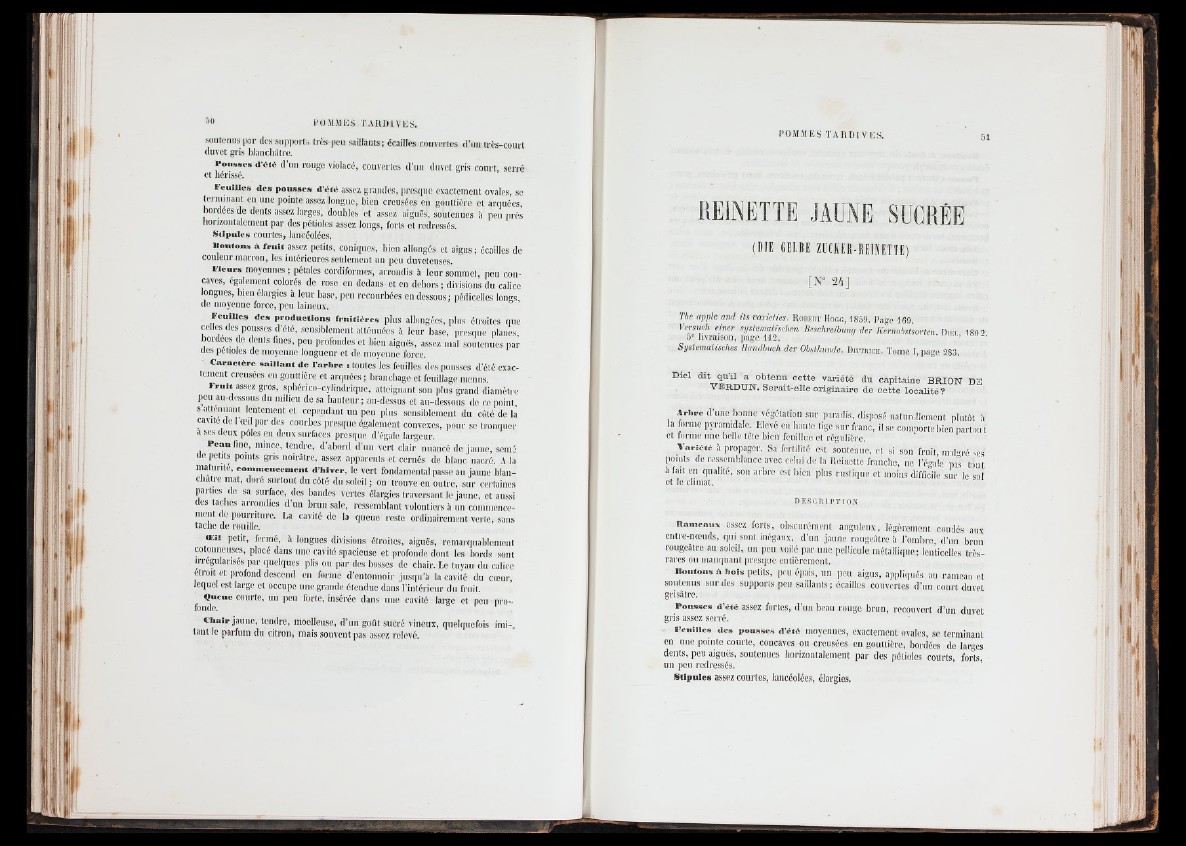 50 POMMES TARDIVES.
soutenus par des supports très-peu saillants; écailles couvertes d'un très-court
duvet gris blanchâtre.
Pousses d'été d'un rouge violacé, couvertes d'un duvet gris court, serré
et hérissé.
Feuilles des pousses d'été assez grandes, presque exactement ovales, se
terminant en une pointe assez longue, bien creusées en gouttière et arquées,
bordées de dents assez larges, doubles et assez aiguës, soutenues à peu près
horizontalement par des pétioles assez longs, forts et redressés.
Stipules courtes, lancéolées.
Boutons à fruit assez petits, coniques, bien allongés et aigus; écailles de
couleur marron, les intérieures seulement un peu duveteuses.
Fleurs moyennes; pétales cordiformes, arrondis à leur sommet, peu con-
caves, également colorés de rose en dedans et en dehors; divisions du calice
longues, bien élargies à leur base, peu recourbées en dessous; pédicelles longs,
de moyenne force, peu laineux.
Feuilles des productions fruitières plus allongées, plus étroites que
celles des pousses d'été, sensiblement atténuées à leur base, presque planes,
bordées de dents fines, peu profondes et bien aiguës, assez mal soutenues par
des pétioles de moyenne longueur et de moyenne force.
Caractère saillant de l'arbre : toutes les feuilles des pousses d'été exac-
tement creusées en gouttière et arquées; branchage et feuillage menus.
Fruit assez gros, sphérico-cylindrique, atteignant son plus grand diamètre
peu au-dessous du milieu de sa hauteur; au-dessus et au-dessous de ce point,
s'atténuant lentement et cependant un peu plus sensiblement du côté de la
cavité de l'œil par des courbes presque également convexes, pour se tronquer
à ses deux pôles en deux surfaces presque d'égale largeur.
Peau fine, mince, tendre, d'abord d'un vert clair nuancé de jaune, semé
de petits points gris noirâtre, assez apparents et cernés de blanc nacré. A la
maturité, commencement d'hiver, le vert fondamental passe au jaune blan-
châtre mat, doré surtout du côté du soleil; on trouve en outre, sur certaines
parties de sa surface, des bandes vertes élargies traversant le jaune, et aussi
des taches arrondies d'un brun sale, ressemblant volontiers à un commence-
ment de pourriture. La cavité de la queue reste ordinairement verte, sans
tache de rouille.
Œil petit, fermé, à longues divisions étroites, aiguës, remarquablement
cotonneuses, placé dans une cavité spacieuse et profonde dont les bords sont
irrégularisés par quelques plis ou par des bosses de chair. Le tuyau du calice
étroit et profond descend en forme d'entonnoir jusqu'à la cavité du cœur,
lequel est large et occupe une grande étendue dans l'intérieur du fruit.
Queue courte, un peu forte, insérée dans une cavité large et peu pro-
fonde.
Chair jaune, tendre, moelleuse, d'un goût sucré vineux, quelquefois imi-
tant le parfum du citron, mais souvent pas assez relevé.
POMMES TARDIVES. 51
REINETTE JAUNE SUCRÉE
(DIE GELBE ZUCKER-REINETTE)
[N° 24]
The apple and its varieties. ROBERT HOGG, 1859. Page 169.
Versuch einer systematischen Beschreibung der Kernobstsorten. DIEL, 1802,
5e livraison, page 112.
Systematisches Handbuch der Obstkunde. DITTRICH. Tome I, page 283.
Diel dit qu'il a obtenu cette variété du capitaine BRION DE
VERDUN. Serait-elle originaire de cette localité?
Arbre d'une bonne végétation sur paradis, disposé naturellement plutôt à
la forme pyramidale. Elevé en haute tige sur franc, il se comporte bien partout
et forme une belle tête bien feuillue et régulière.
Variété à propager. Sa fertilité est soutenue, et si son fruit, malgré ses
points de ressemblance avec celui de la Reinette franche, ne l'égale pas tout
à fait en qualité, son arbre est bien plus rustique et moins difficile sur le sol
et le climat.
DESCRIPTION.
Rameaux assez forts, obscurément anguleux, légèrement coudés aux
entre-nœuds, qui sont inégaux, d'un jaune rougeâtre à l'ombre, d'un brun
rougeâtre au soleil, un peu voilé par une pellicule métallique; lenticelles très-
rares ou manquant presque entièrement.
Boutons à bois petits, peu épais, un peu aigus, appliqués au rameau et
soutenus sur des supports peu saillants; écailles couvertes d'un court duvet
grisâtre.
Pousses d'été assez fortes, d'un beau rouge brun, recouvert d'un duvet
gris assez serré.
Feuilles des pousses d'été moyennes, exactement ovales, se terminant
en une pointe courte, concaves ou creusées en gouttière, bordées de larges
dents, peu aiguës, soutenues horizontalement par des pétioles courts, forts,
un peu redressés.
Stipules assez courtes, lancéolées, élargies.